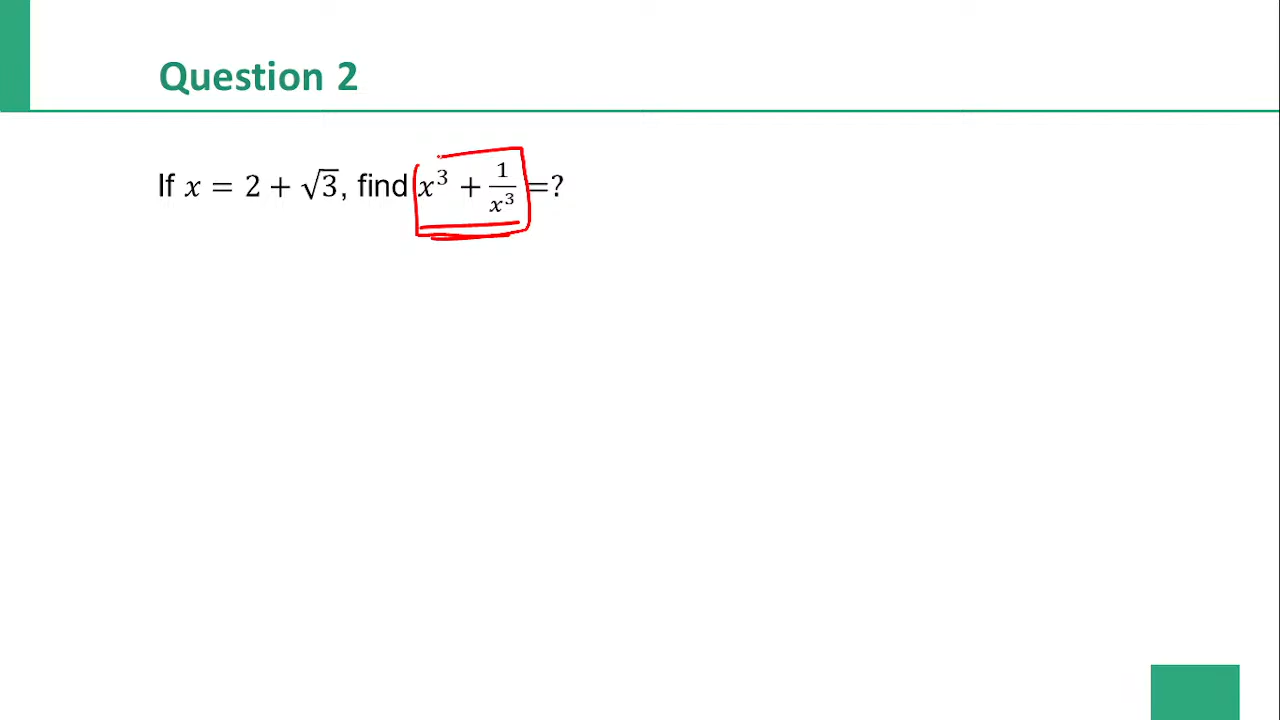 Question 2
If x = 2 + √3, find x³ + 1/x³ =?